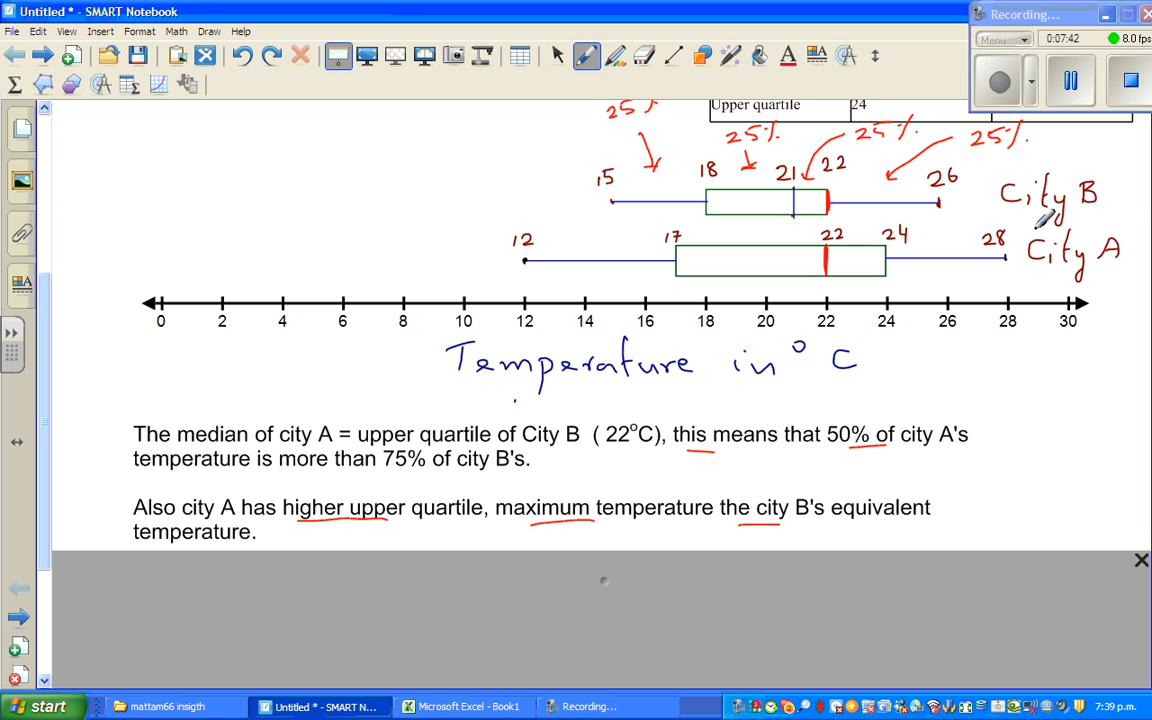 Untitled * - SMART Notebook
Recording...
File Edit View Insert Format Math Draw Help
Menu 0:07:42 8.0 fps
Upper quartile 24
25% 25% 25% 25%
15 18 21 22 26 City B
12 17 22 24 28 City A
0 2 4 6 8 10 12 14 16 18 20 22 24 26 28 30
Temperature in ° C
The median of city A = upper quartile of City B ( 22°C), this means that 50% of city A's
temperature is more than 75% of city B's.
Also city A has higher upper quartile, maximum temperature the city B's equivalent
temperature.
start mattam66 insigth Untitled * - SMART N... Microsoft Excel - Book1 Recording... 7:39 p.m.